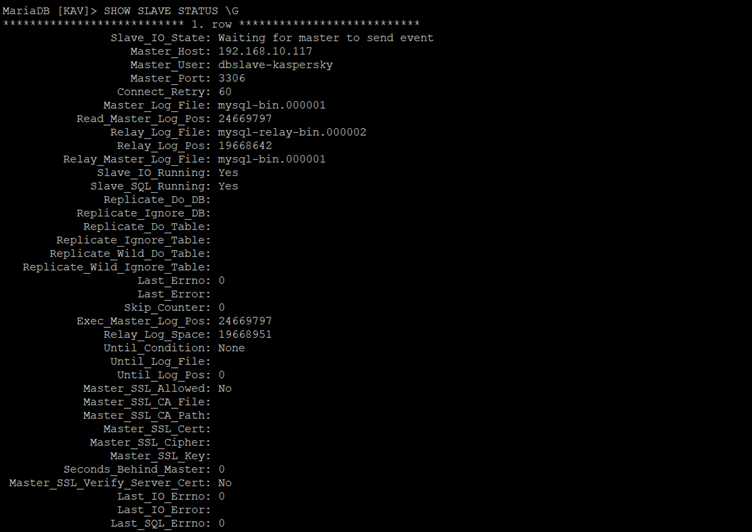 MariaDB [KAV]> SHOW SLAVE STATUS \G
*************************** 1. row ***************************
Slave_IO_State: Waiting for master to send event
Master_Host: 192.168.10.117
Master_User: dbslave-kaspersky
Master_Port: 3306
Connect_Retry: 60
Master_Log_File: mysql-bin.000001
Read_Master_Log_Pos: 24669797
Relay_Log_File: mysql-relay-bin.000002
Relay_Log_Pos: 19668642
Relay_Master_Log_File: mysql-bin.000001
Slave_IO_Running: Yes
Slave_SQL_Running: Yes
Replicate_Do_DB:
Replicate_Ignore_DB:
Replicate_Do_Table:
Replicate_Ignore_Table:
Replicate_Wild_Do_Table:
Replicate_Wild_Ignore_Table:
Last_Errno: 0
Last_Error:
Skip_Counter: 0
Exec_Master_Log_Pos: 24669797
Relay_Log_Space: 19668951
Until_Condition: None
Until_Log_File:
Until_Log_Pos: 0
Master_SSL_Allowed: No
Master_SSL_CA_File:
Master_SSL_CA_Path:
Master_SSL_Cert:
Master_SSL_Cipher:
Master_SSL_Key:
Seconds_Behind_Master: 0
Master_SSL_Verify_Server_Cert: No
Last_IO_Errno: 0
Last_IO_Error:
Last_SQL_Errno: 0